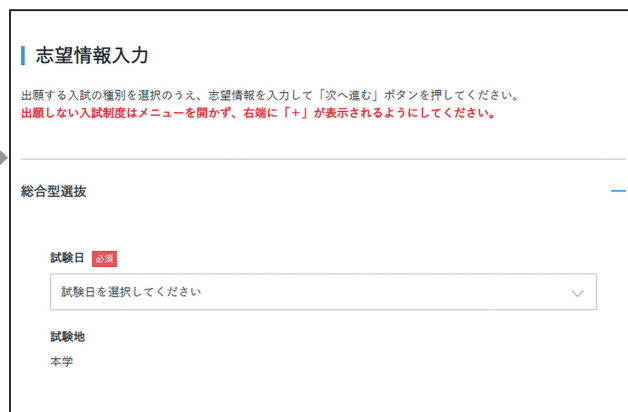 志望情報入力
出願する入試の種別を選択のうえ、志望情報を入力して「次へ進む」ボタンを押してください。
出願しない入試制度はメニューを開かず、右端に「+」が表示されるようにしてください。
総合型選抜
試験日 必須
試験日を選択してください
試験地
本学